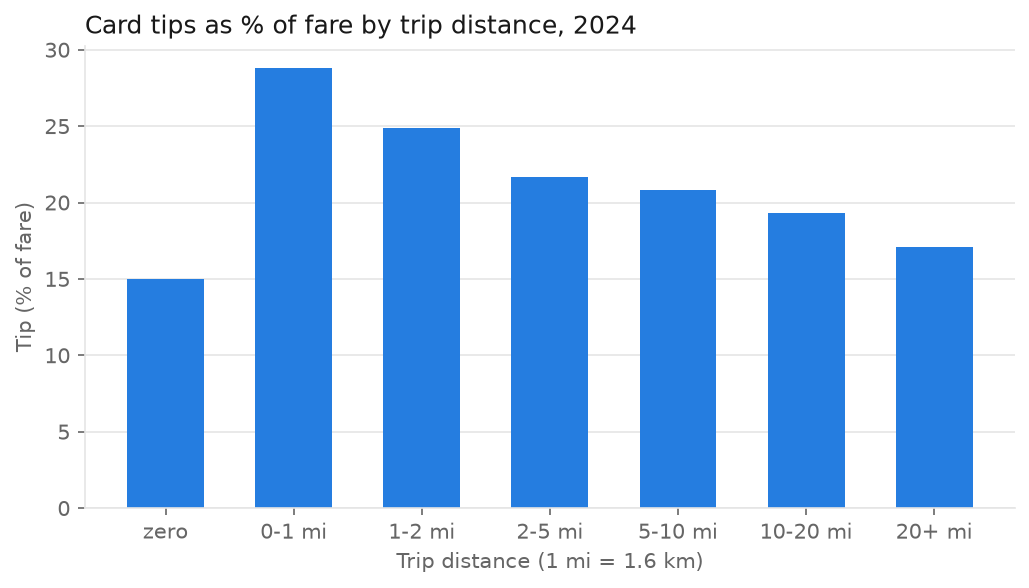 Card tips as % of fare by trip distance, 2024
Tip (% of fare)
30
25
20
15
10
5
0
zero
0-1 mi
1-2 mi
2-5 mi
5-10 mi
10-20 mi
20+ mi
Trip distance (1 mi = 1.6 km)